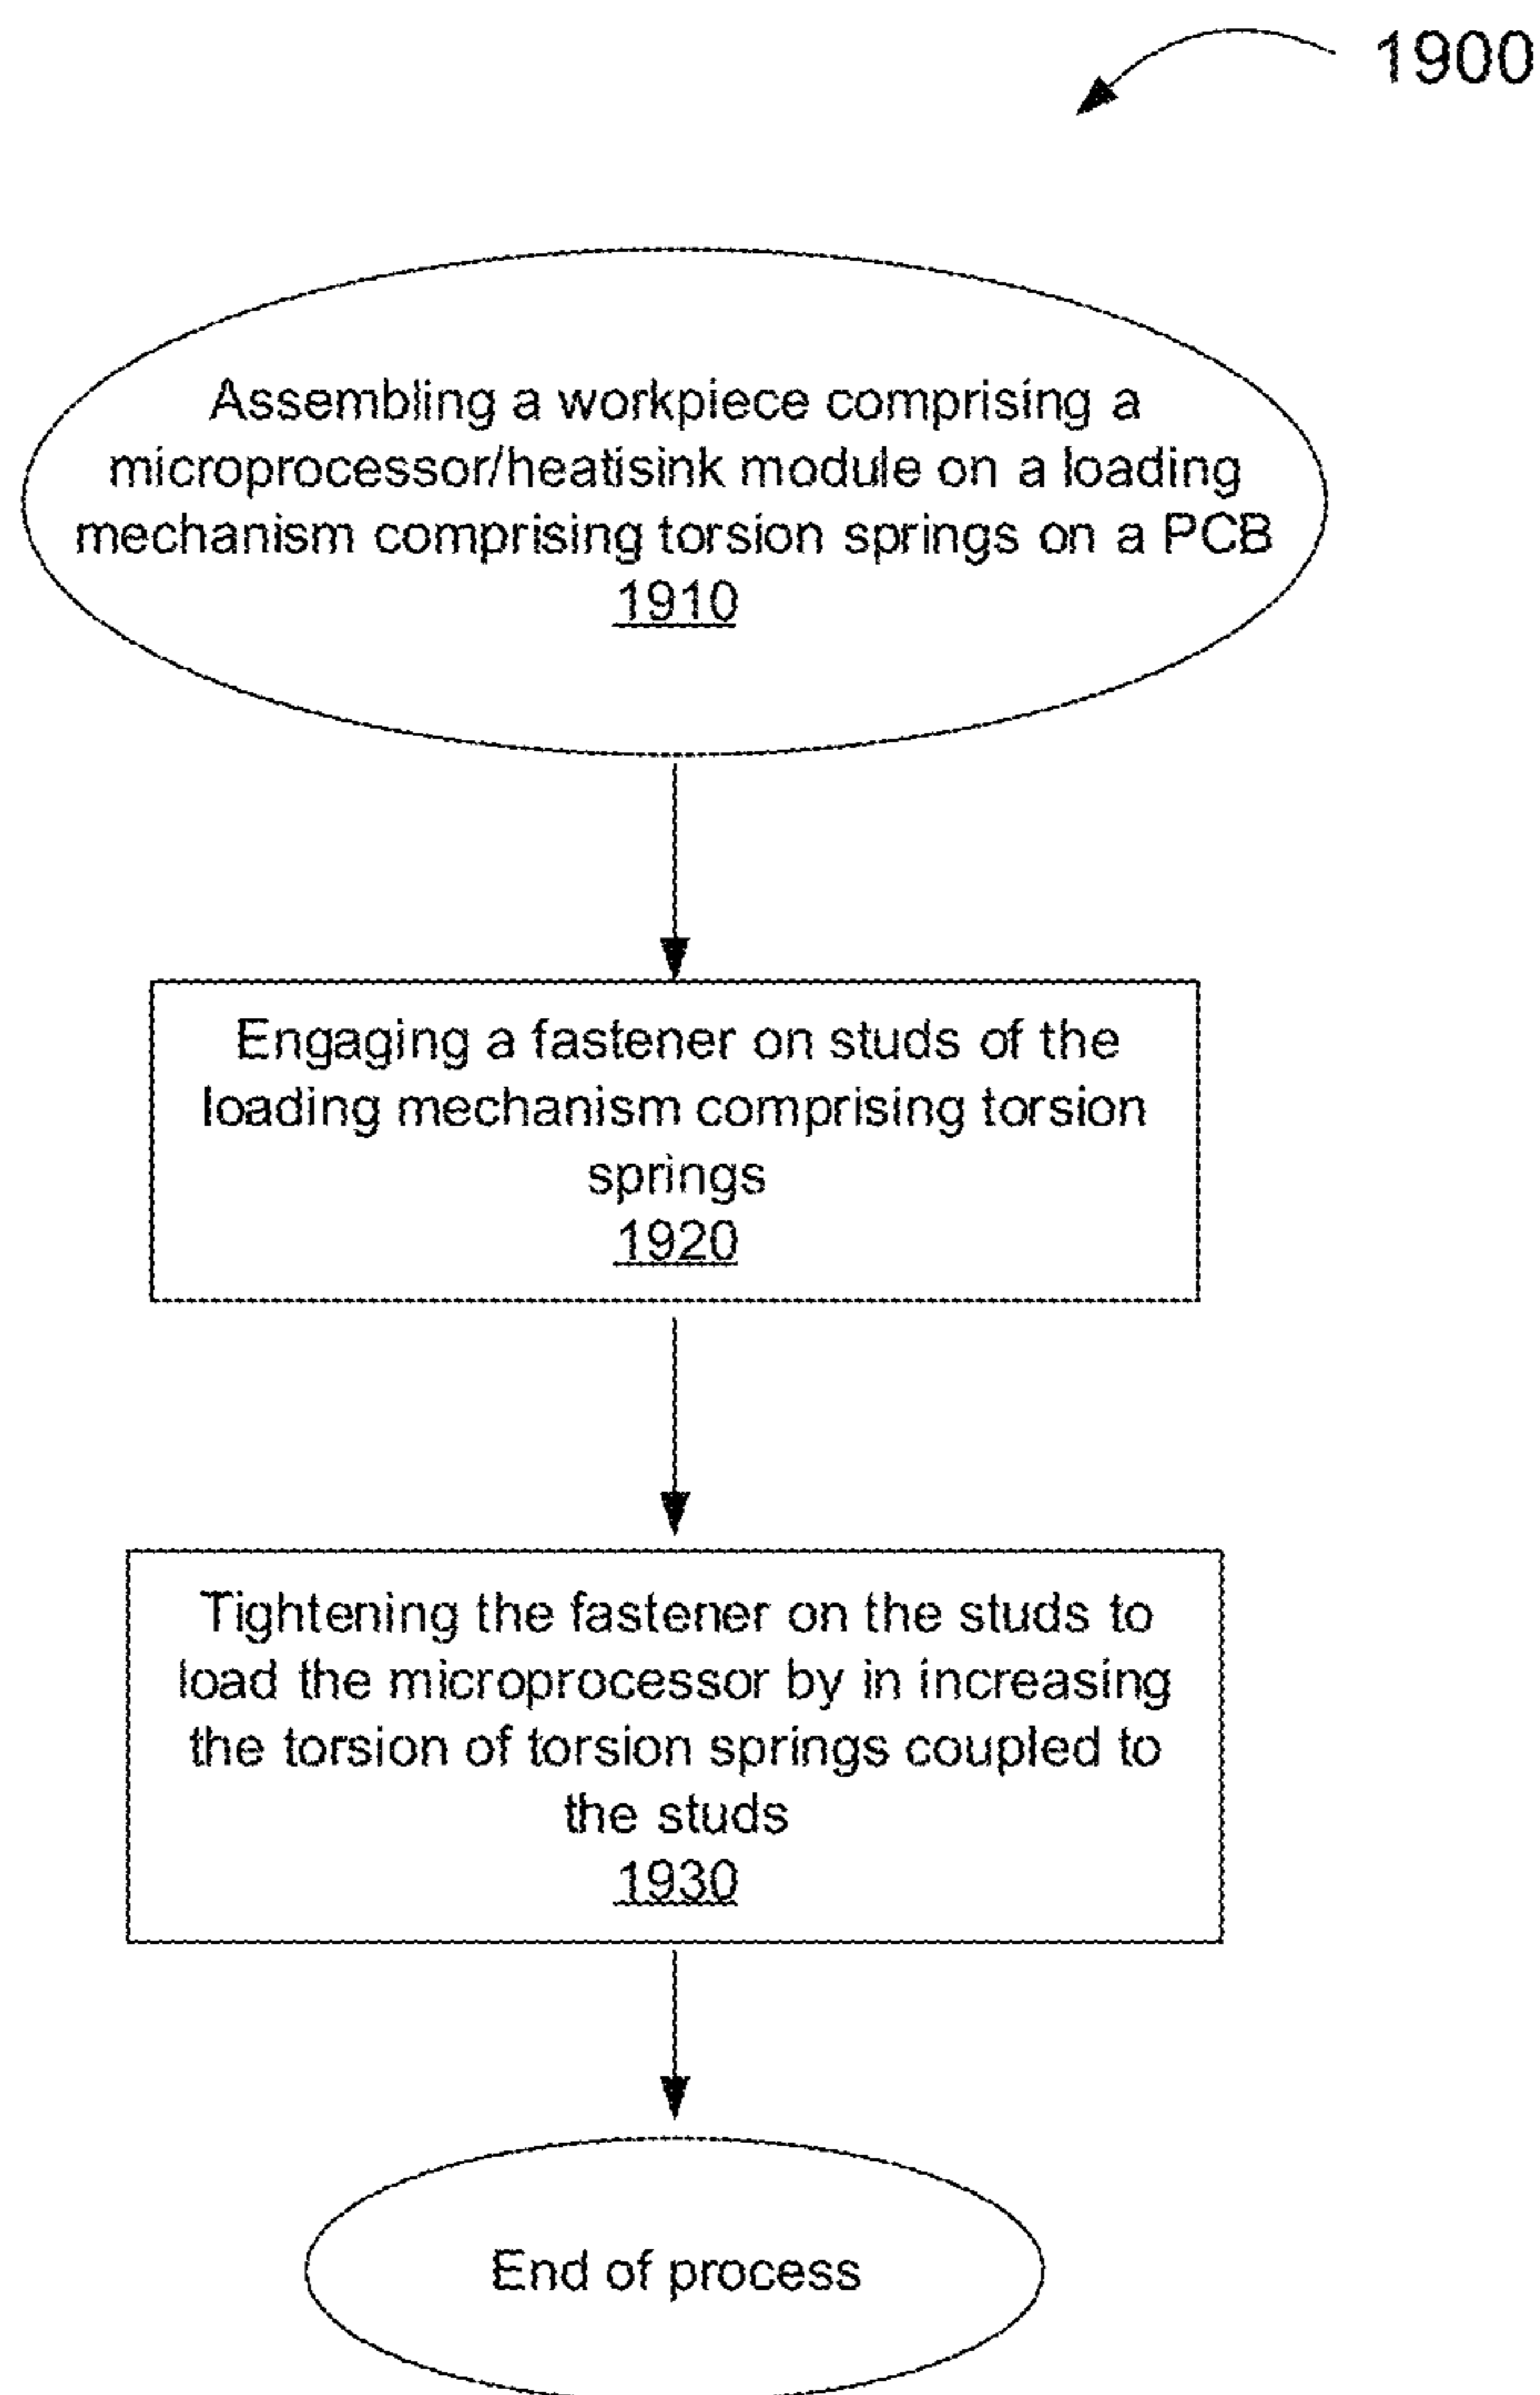 1900
Assembling a workpiece comprising a
microprocessor/heatisink module on a loading
mechanism comprising torsion springs on a PCB
1910
Engaging a fastener on studs of the
loading mechanism comprising torsion
springs
1920
Tightening the fastener on the studs to
load the microprocessor by in increasing
the torsion of torsion springs coupled to
the studs
1930
End of process